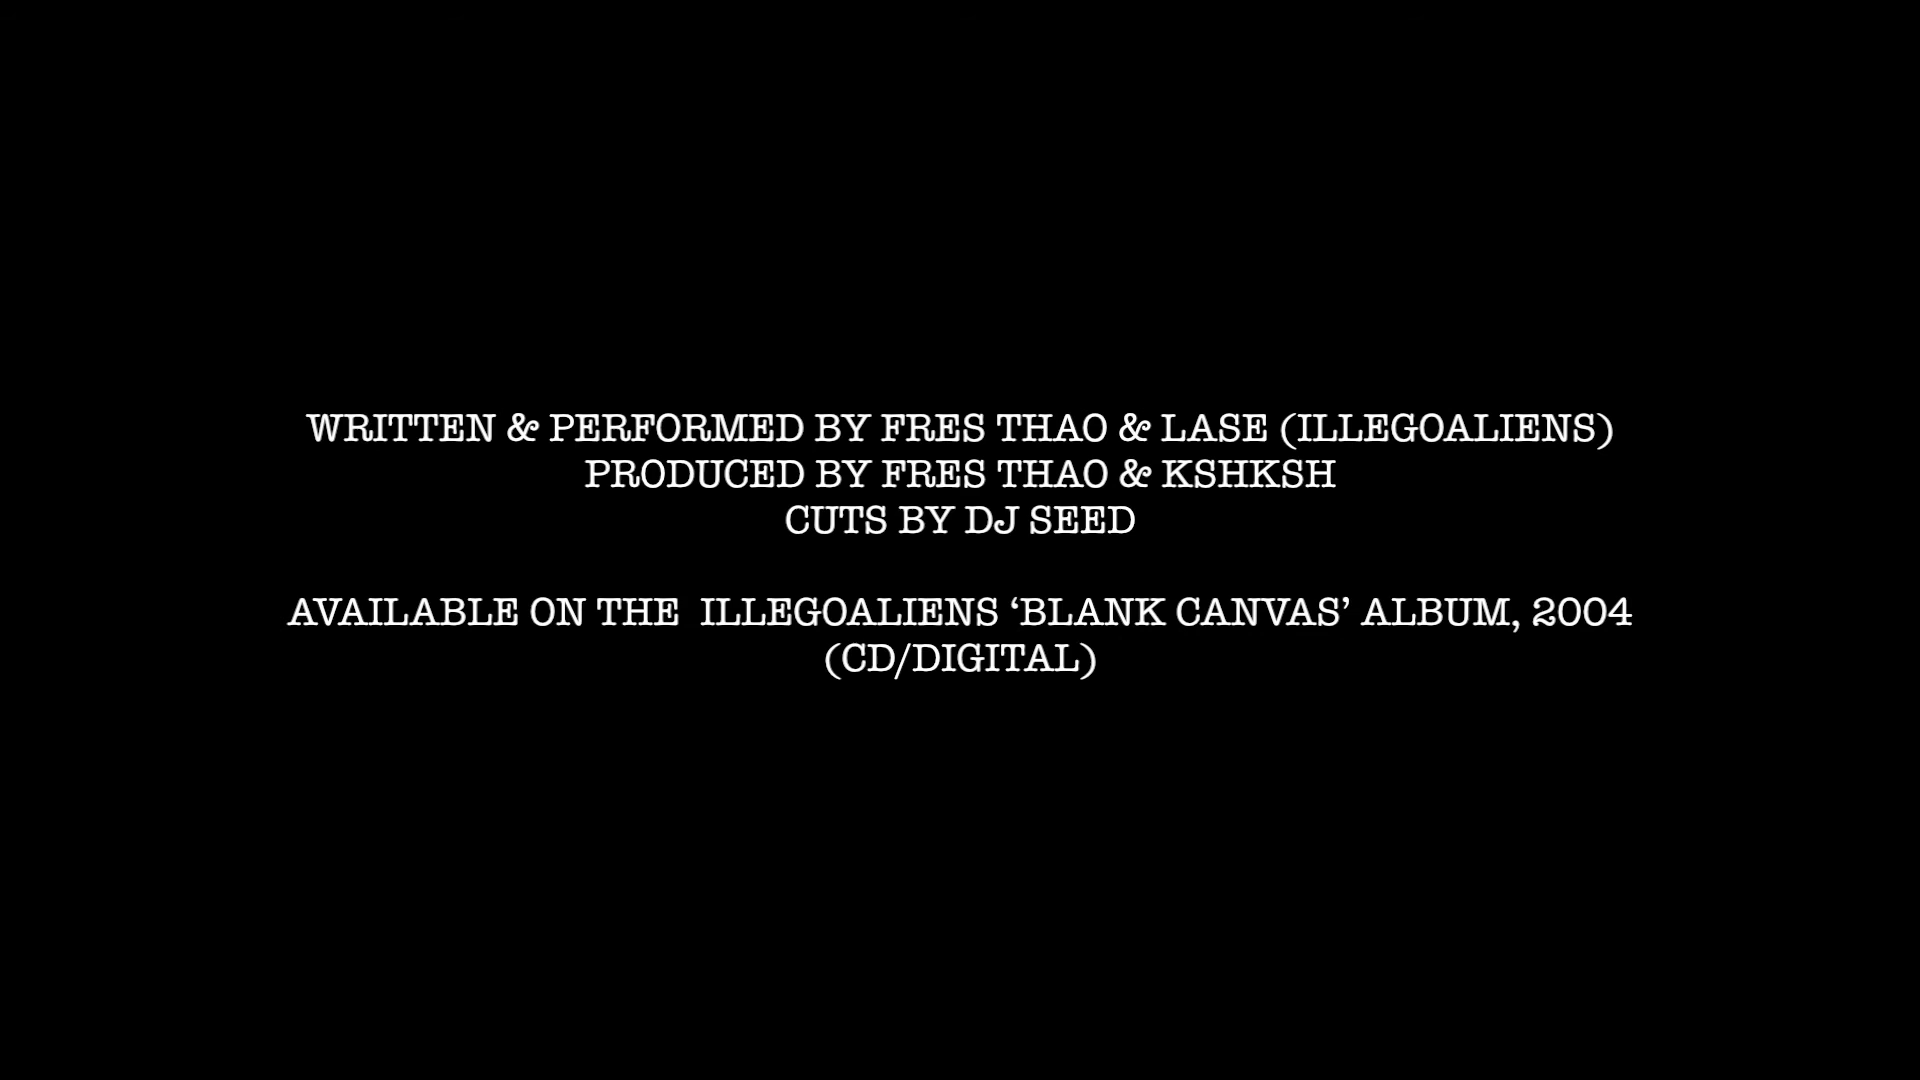 WRITTEN & PERFORMED BY FRES THAO & LASE (ILLEGOALIENS)
PRODUCED BY FRES THAO & KSHKSH
CUTS BY DJ SEED
AVAILABLE ON THE  ILLEGOALIENS ‘BLANK CANVAS’ ALBUM, 2004
(CD/DIGITAL)